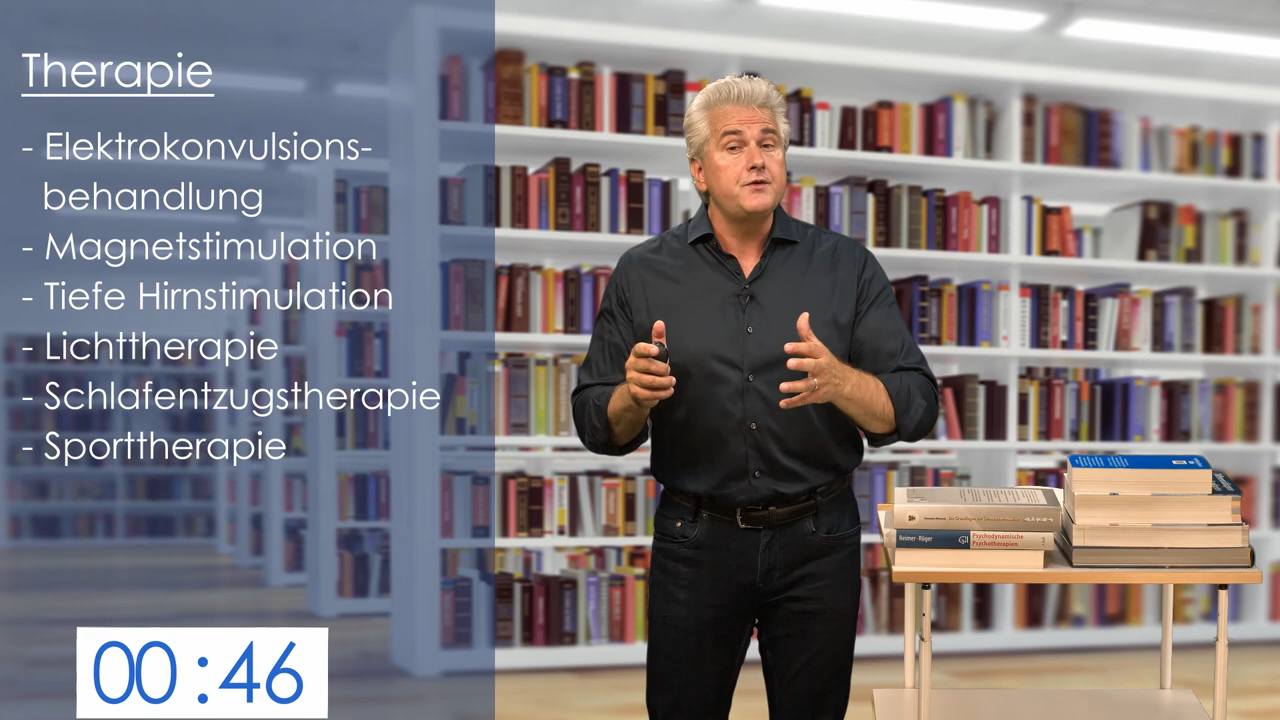 Therapie
- Elektrokonvulsions-
behandlung
- Magnetstimulation
- Tiefe Hirnstimulation
- Lichttherapie
- Schlafentzugstherapie
- Sporttherapie
00:46
Reimer · Rüger
Psychodynamische
Psychotherapien